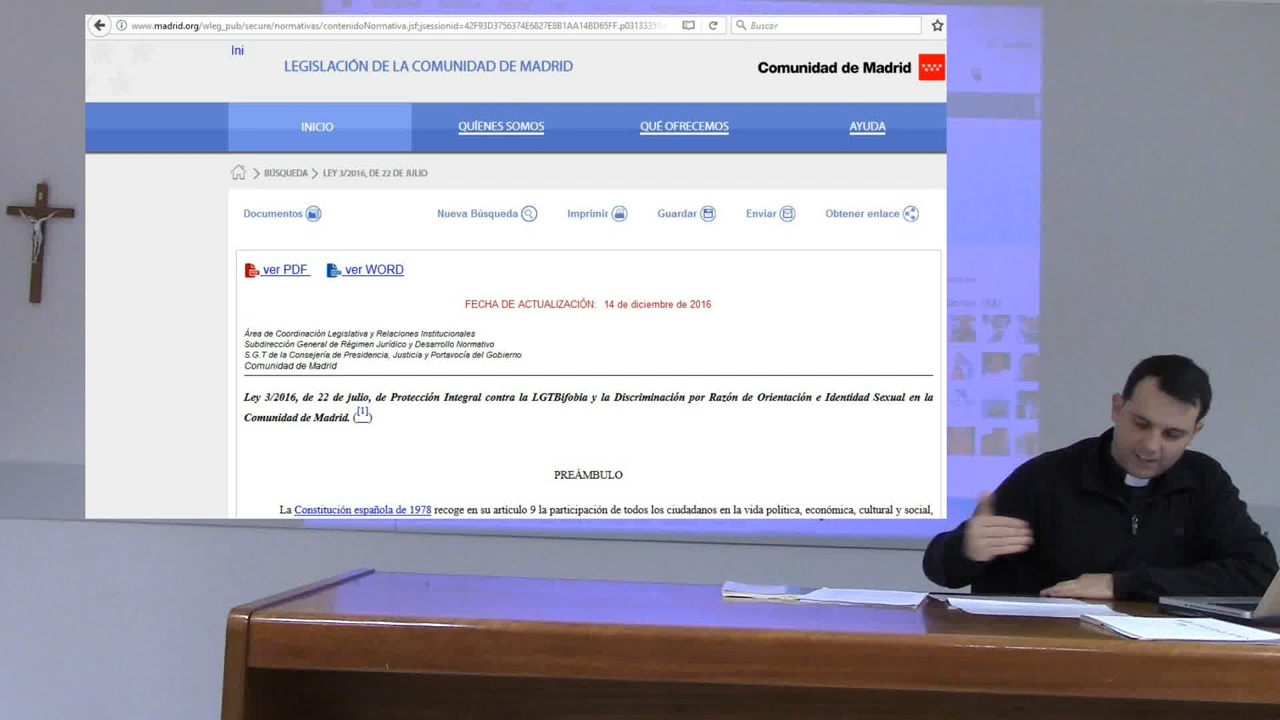 www.madrid.org/wleg_pub/secure/normativas/contenidoNormativa.jsf;jsessionid=42F93D3756374E6827E8B1AA14BD65FF.p0313335
Buscar
Ini
LEGISLACIÓN DE LA COMUNIDAD DE MADRID
Comunidad de Madrid
INICIO
QUÍENES SOMOS
QUÉ OFRECEMOS
AYUDA
BÚSQUEDA > LEY 3/2016, DE 22 DE JULIO
Documentos
Nueva Búsqueda
Imprimir
Guardar
Enviar
Obtener enlace
ver PDF
ver WORD
FECHA DE ACTUALIZACIÓN: 14 de diciembre de 2016
Área de Coordinación Legislativa y Relaciones Institucionales
Subdirección General de Régimen Jurídico y Desarrollo Normativo
S.G.T de la Consejería de Presidencia, Justicia y Portavocía del Gobierno
Comunidad de Madrid
Ley 3/2016, de 22 de julio, de Protección Integral contra la LGTBifobia y la Discriminación por Razón de Orientación e Identidad Sexual en la
Comunidad de Madrid. ([1])
PREÁMBULO
La Constitución española de 1978 recoge en su artículo 9 la participación de todos los ciudadanos en la vida política, económica, cultural y social,